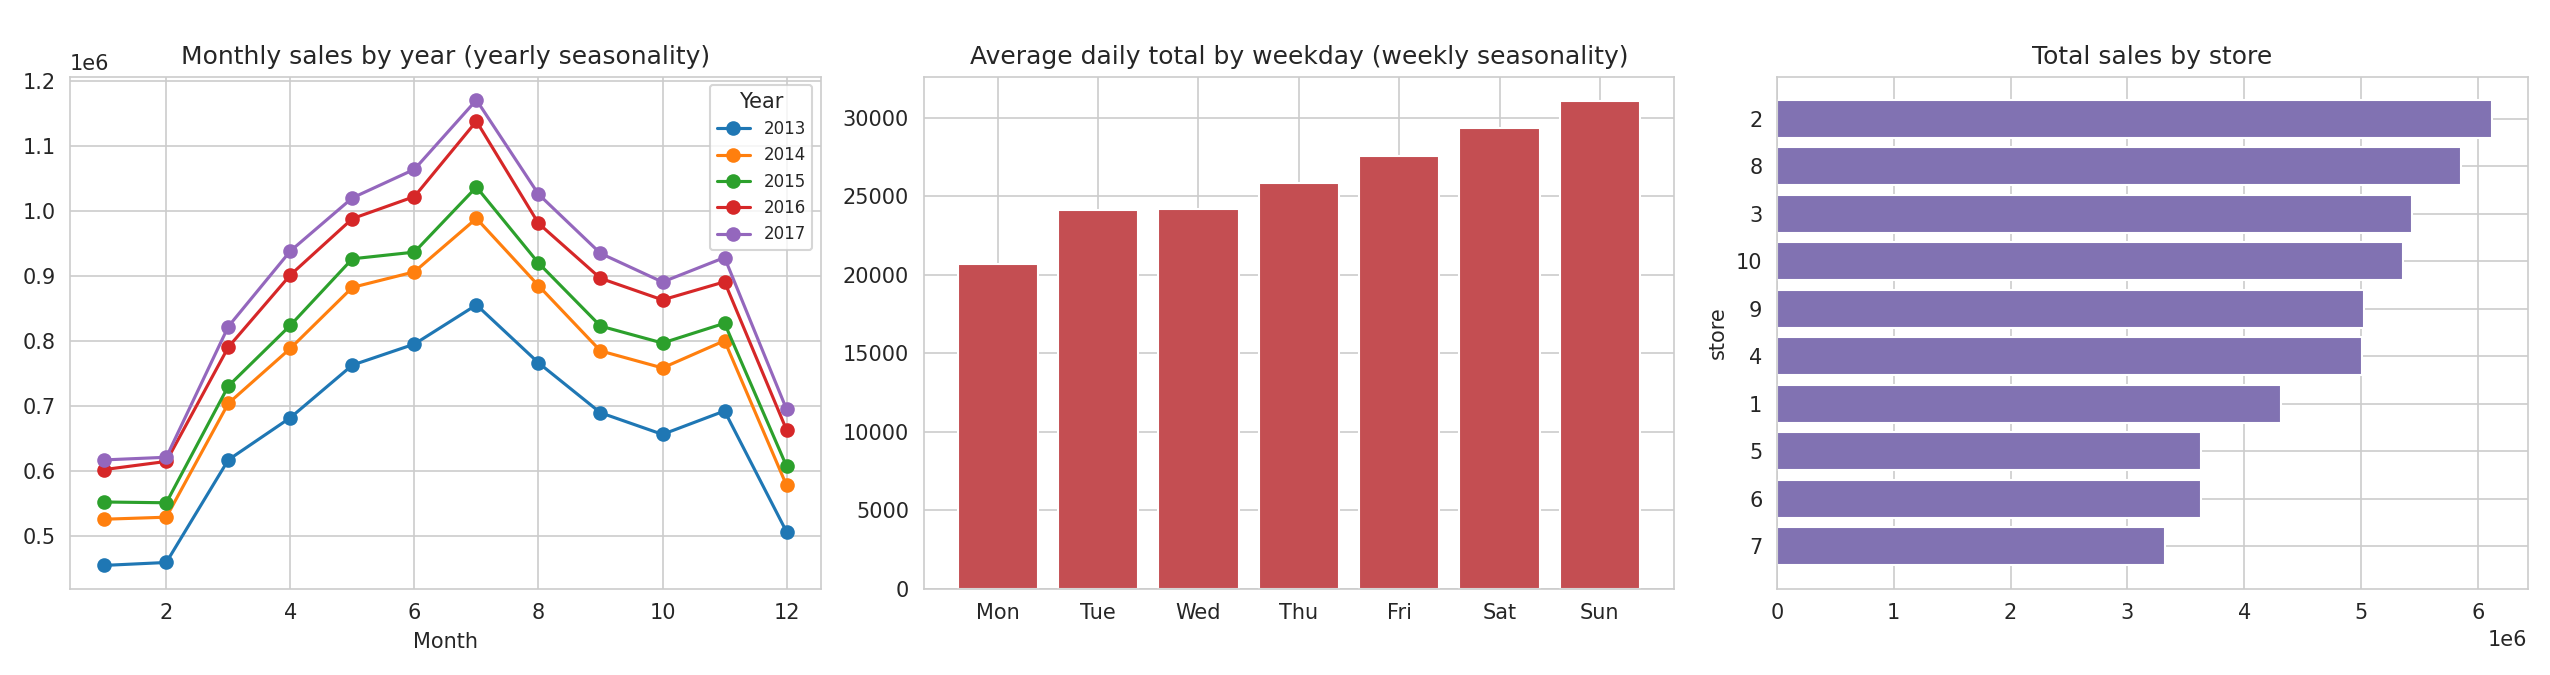 Monthly sales by year (yearly seasonality)
1e6
1.2
1.1
1.0
0.9
0.8
0.7
0.6
0.5
2
4
6
8
10
12
Month
Year
2013
2014
2015
2016
2017
Average daily total by weekday (weekly seasonality)
30000
25000
20000
15000
10000
5000
0
Mon
Tue
Wed
Thu
Fri
Sat
Sun
Total sales by store
store
2
8
3
10
9
4
1
5
6
7
0
1
2
3
4
5
6
1e6